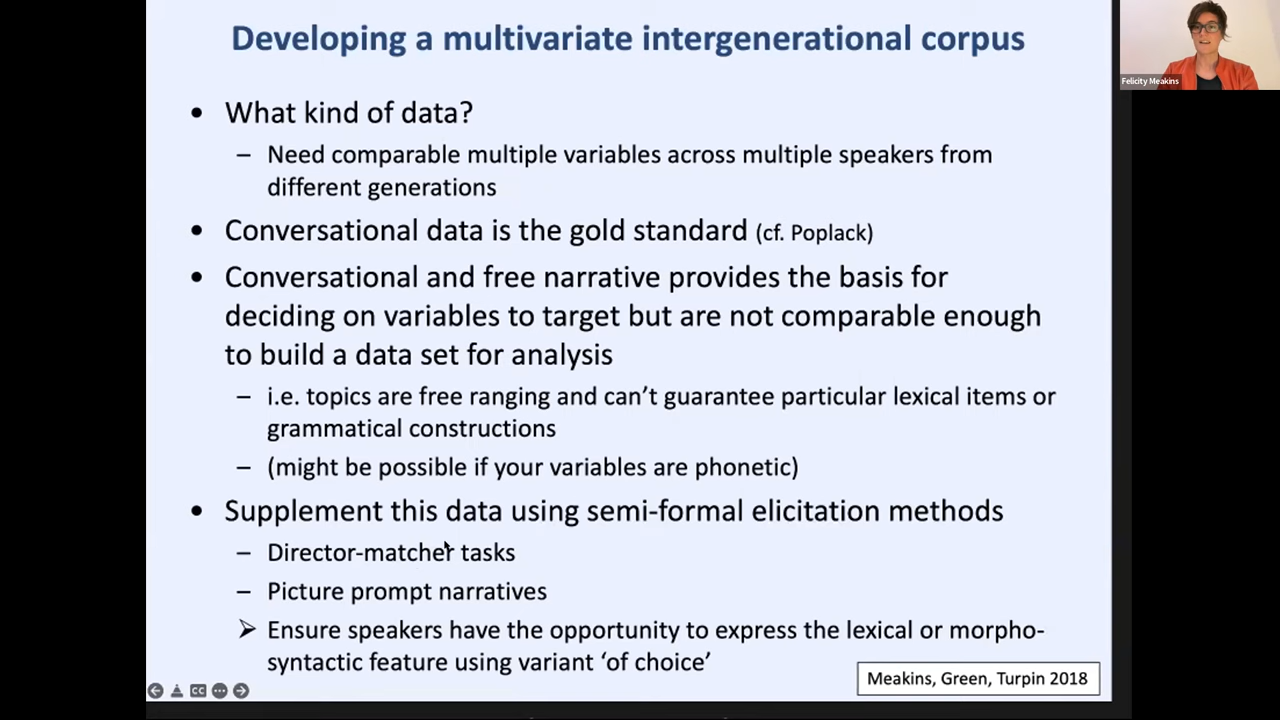 Developing a multivariate intergenerational corpus
Felicity Meakins
• What kind of data?
– Need comparable multiple variables across multiple speakers from
different generations
• Conversational data is the gold standard (cf. Poplack)
• Conversational and free narrative provides the basis for
deciding on variables to target but are not comparable enough
to build a data set for analysis
– i.e. topics are free ranging and can’t guarantee particular lexical items or
grammatical constructions
– (might be possible if your variables are phonetic)
• Supplement this data using semi-formal elicitation methods
– Director-matcher tasks
– Picture prompt narratives
➢ Ensure speakers have the opportunity to express the lexical or morpho-
syntactic feature using variant ‘of choice’
Meakins, Green, Turpin 2018
CC